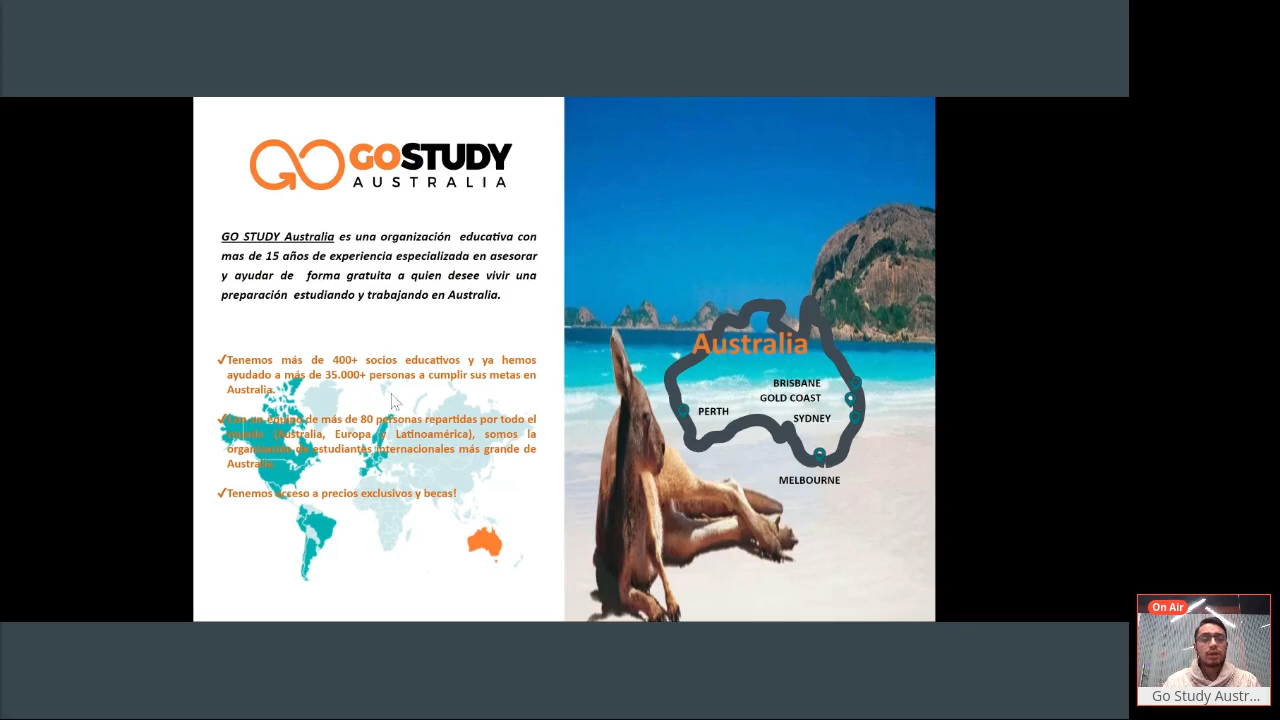 GOSTUDY
AUSTRALIA
GO STUDY Australia es una organización educativa con
mas de 15 años de experiencia especializada en asesorar
y ayudar de forma gratuita a quien desee vivir una
preparación estudiando y trabajando en Australia.
✓Tenemos más de 400+ socios educativos y ya hemos
ayudado a más de 35.000+ personas a cumplir sus metas en
Australia.
✓Con un equipo de más de 80 personas repartidas por todo el
mundo (Australia, Europa y Latinoamérica), somos la
organización de estudiantes internacionales más grande de
Australia.
✓Tenemos acceso a precios exclusivos y becas!
Australia
BRISBANE
GOLD COAST
PERTH
SYDNEY
MELBOURNE
On Air
Go Study Austr...